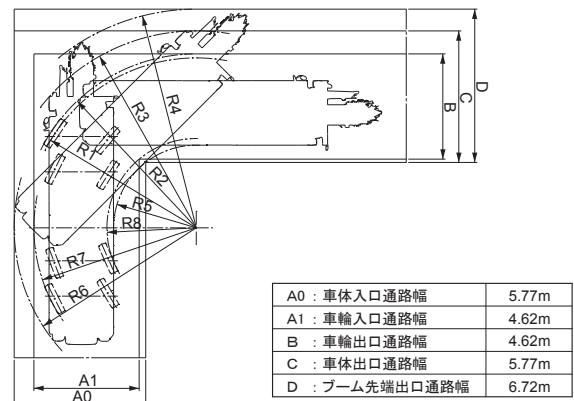 R4
R3
R1
R2
R5
R8
R7
R6
B
C
D
A1
A0
A0 : 車体入口通路幅 5.77m
A1 : 車輪入口通路幅 4.62m
B : 車輪出口通路幅 4.62m
C : 車体出口通路幅 5.77m
D : ブーム先端出口通路幅 6.72m